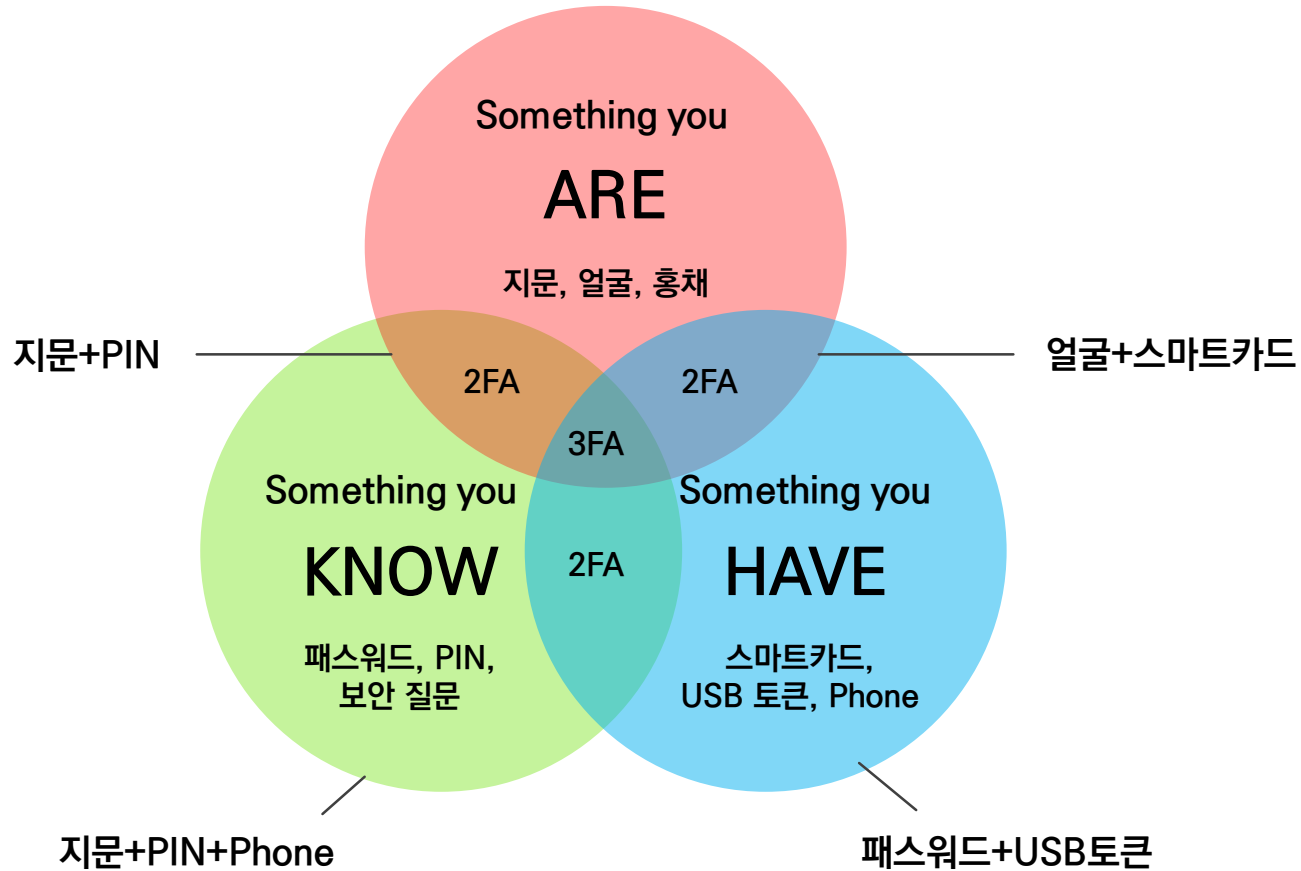 Something you
ARE
지문, 얼굴, 홍채
지문+PIN
얼굴+스마트카드
2FA
2FA
3FA
Something you
KNOW
패스워드, PIN,
보안 질문
2FA
Something you
HAVE
스마트카드,
USB 토큰, Phone
지문+PIN+Phone
패스워드+USB토큰